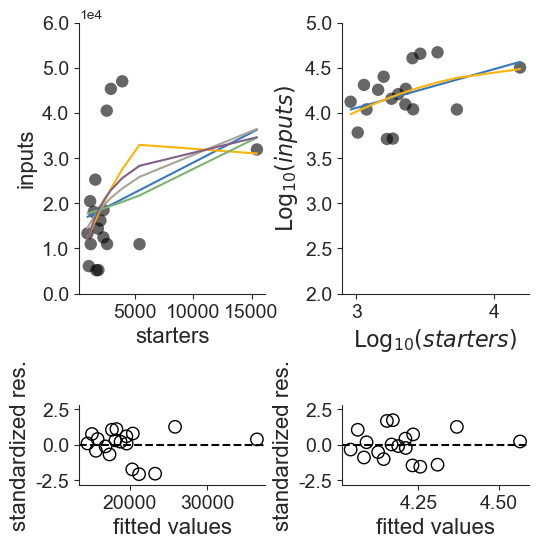 1e4
6.0
5.0
4.0
3.0
2.0
1.0
0.0
inputs
5000 10000 15000
starters
5.0
4.5
4.0
3.5
3.0
2.5
2.0
Log10(inputs)
3 4
Log10(starters)
2.5
0.0
-2.5
standardized res.
20000 30000
fitted values
2.5
0.0
-2.5
standardized res.
4.25 4.50
fitted values